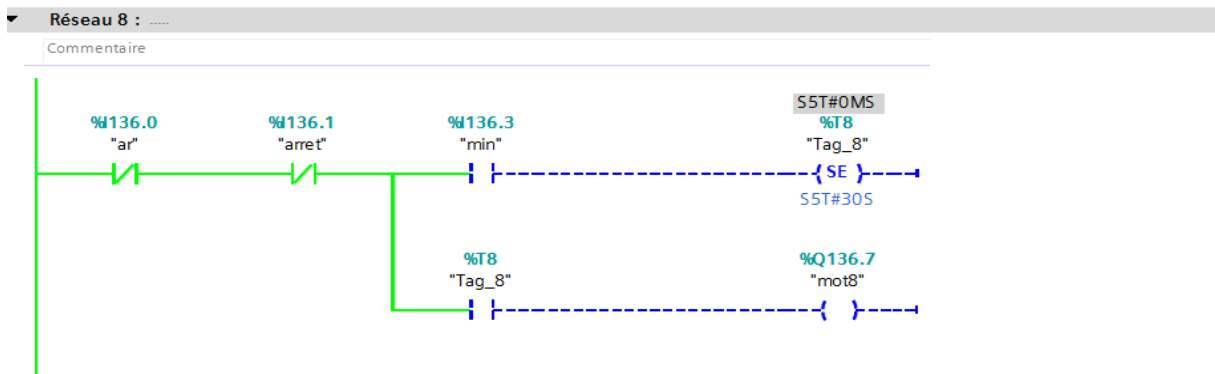 Réseau 8 : .....
Commentaire
S5T#0MS
%I136.0 %I136.1 %I136.3 %T8
"ar" "arret" "min" "Tag_8"
SE
S5T#30S
%T8 %Q136.7
"Tag_8" "mot8"